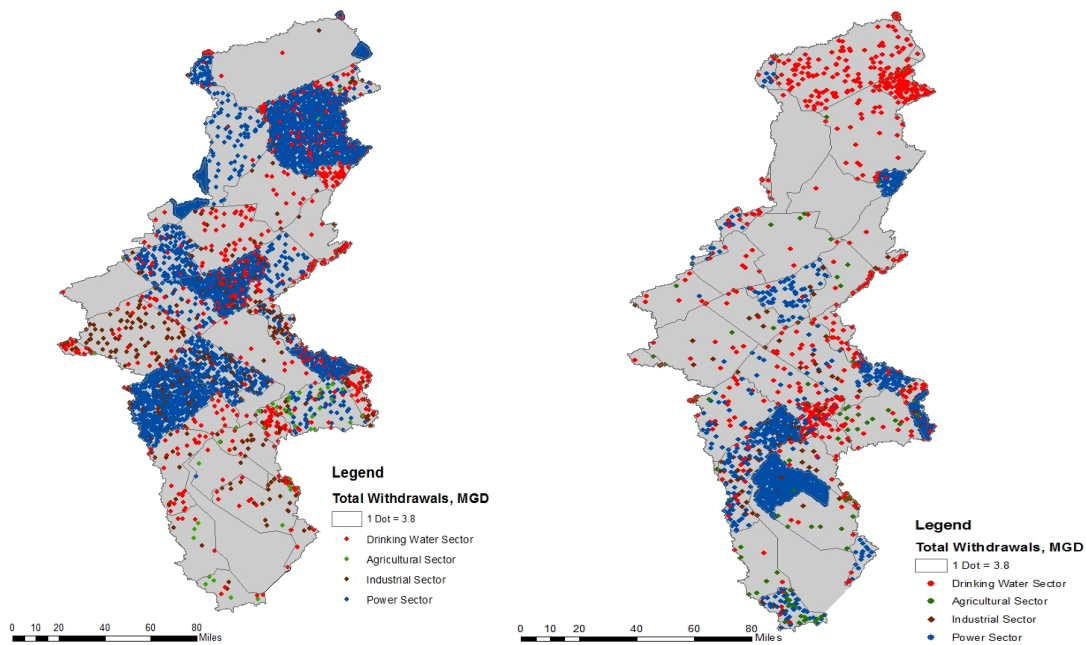 Legend
Total Withdrawals, MGD
1 Dot = 3.8
Drinking Water Sector
Agricultural Sector
Industrial Sector
Power Sector
0 10 20 40 60 80
Miles
Legend
Total Withdrawals, MGD
1 Dot = 3.8
Drinking Water Sector
Agricultural Sector
Industrial Sector
Power Sector
0 10 20 40 60 80
Miles